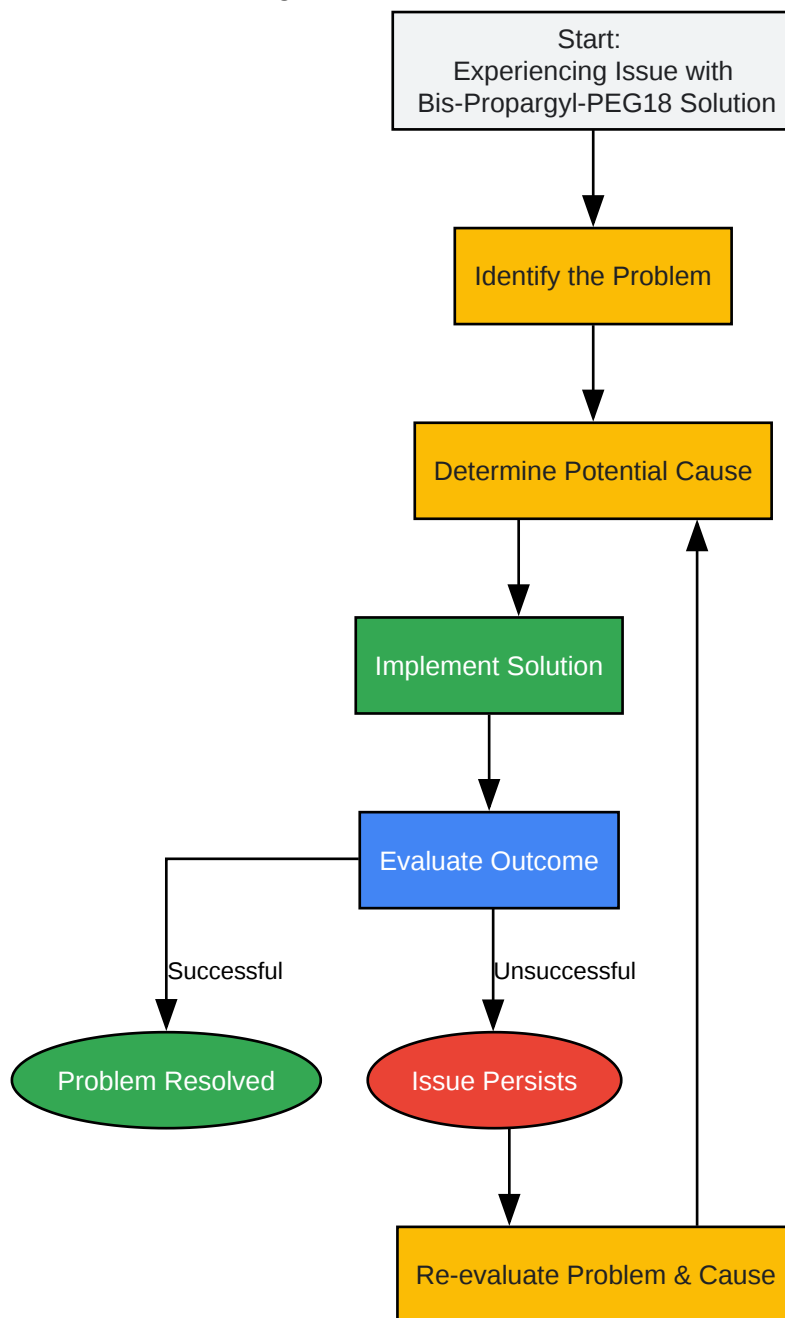 Start:
Experiencing Issue with
Bis-Propargyl-PEG18 Solution
Identify the Problem
Determine Potential Cause
Implement Solution
Evaluate Outcome
Successful
Unsuccessful
Problem Resolved
Issue Persists
Re-evaluate Problem & Cause